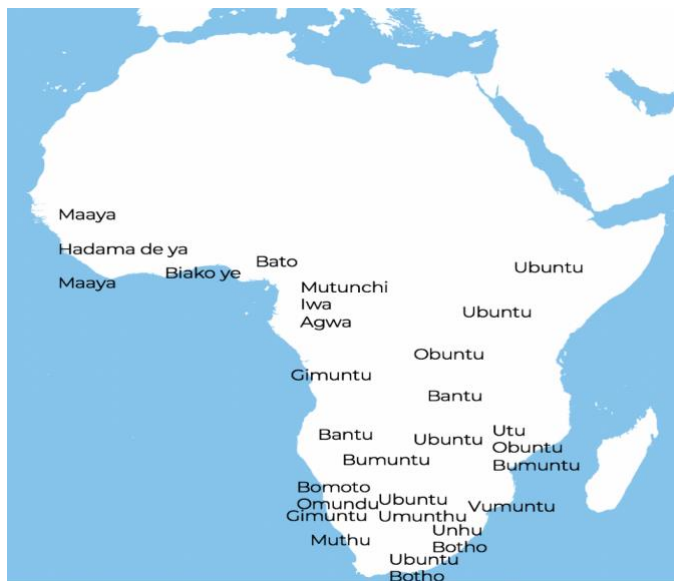 Maaya
Hadama de ya
Maaya
Biako ye
Bato
Mutunchi
Iwa
Agwa
Ubuntu
Ubuntu
Obuntu
Gimuntu
Bantu
Bantu
Ubuntu
Utu
Obuntu
Bumuntu
Bumuntu
Bomoto
Omundu
Gimuntu
Ubuntu
Umunthu
Vumuntu
Unhu
Botho
Muthu
Ubuntu
Botho